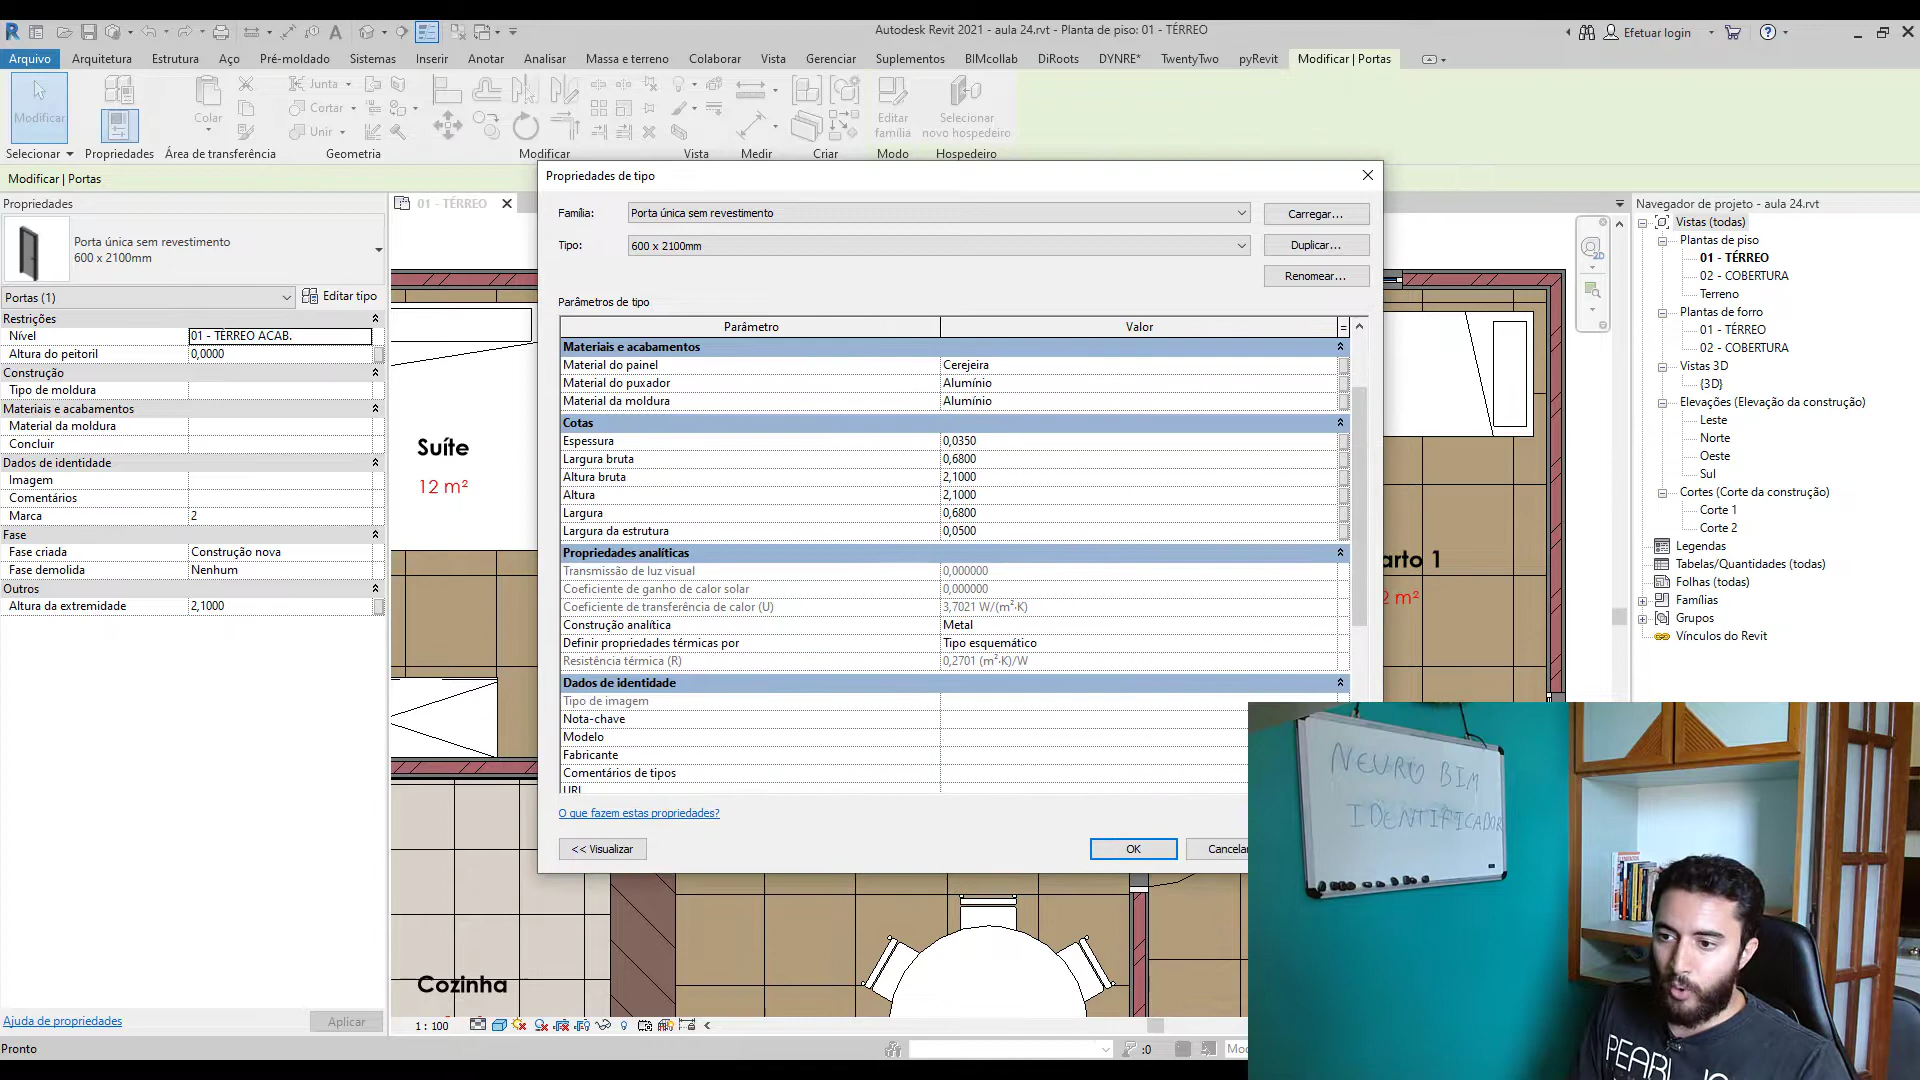 Autodesk Revit 2021 - aula 24.rvt - Planta de piso: 01 - TÉRREO
Efetuar login
Arquivo Arquitetura Estrutura Aço Pré-moldado Sistemas Inserir Anotar Analisar Massa e terreno Colaborar Vista Gerenciar Suplementos BIMcollab DiRoots DYNRE* TwentyTwo pyRevit Modificar | Portas
Modificar
Colar
Junta
Cortar
Unir
Editar família
Selecionar novo hospedeiro
Selecionar Propriedades Área de transferência Geometria Modificar Vista Medir Criar Modo Hospedeiro
Modificar | Portas
Propriedades
Porta única sem revestimento
600 x 2100mm
Portas (1) Editar tipo
Restrições
Nível 01 - TÉRREO ACAB.
Altura do peitoril 0,0000
Construção
Tipo de moldura
Materiais e acabamentos
Material da moldura
Concluir
Dados de identidade
Imagem
Comentários
Marca 2
Fase
Fase criada Construção nova
Fase demolida Nenhum
Outros
Altura da extremidade 2,1000
Ajuda de propriedades Aplicar
Pronto
01 - TÉRREO
Suíte
12 m²
Cozinha
arto 1
2 m²
1 : 100
:0
Propriedades de tipo
Família: Porta única sem revestimento Carregar...
Tipo: 600 x 2100mm Duplicar...
Renomear...
Parâmetros de tipo
Parâmetro Valor =
Materiais e acabamentos
Material do painel Cerejeira
Material do puxador Alumínio
Material da moldura Alumínio
Cotas
Espessura 0,0350
Largura bruta 0,6800
Altura bruta 2,1000
Altura 2,1000
Largura 0,6800
Largura da estrutura 0,0500
Propriedades analíticas
Transmissão de luz visual 0,000000
Coeficiente de ganho de calor solar 0,000000
Coeficiente de transferência de calor (U) 3,7021 W/(m²·K)
Construção analítica Metal
Definir propriedades térmicas por Tipo esquemático
Resistência térmica (R) 0,2701 (m²·K)/W
Dados de identidade
Tipo de imagem
Nota-chave
Modelo
Fabricante
Comentários de tipos
URL
O que fazem estas propriedades?
<< Visualizar OK Cancelar
Navegador de projeto - aula 24.rvt
Vistas (todas)
Plantas de piso
01 - TÉRREO
02 - COBERTURA
Terreno
Plantas de forro
01 - TÉRREO
02 - COBERTURA
Vistas 3D
{3D}
Elevações (Elevação da construção)
Leste
Norte
Oeste
Sul
Cortes (Corte da construção)
Corte 1
Corte 2
Legendas
Tabelas/Quantidades (todas)
Folhas (todas)
Famílias
Grupos
Vínculos do Revit
NEURO BIM
IDENTIFICADOR
PEARL